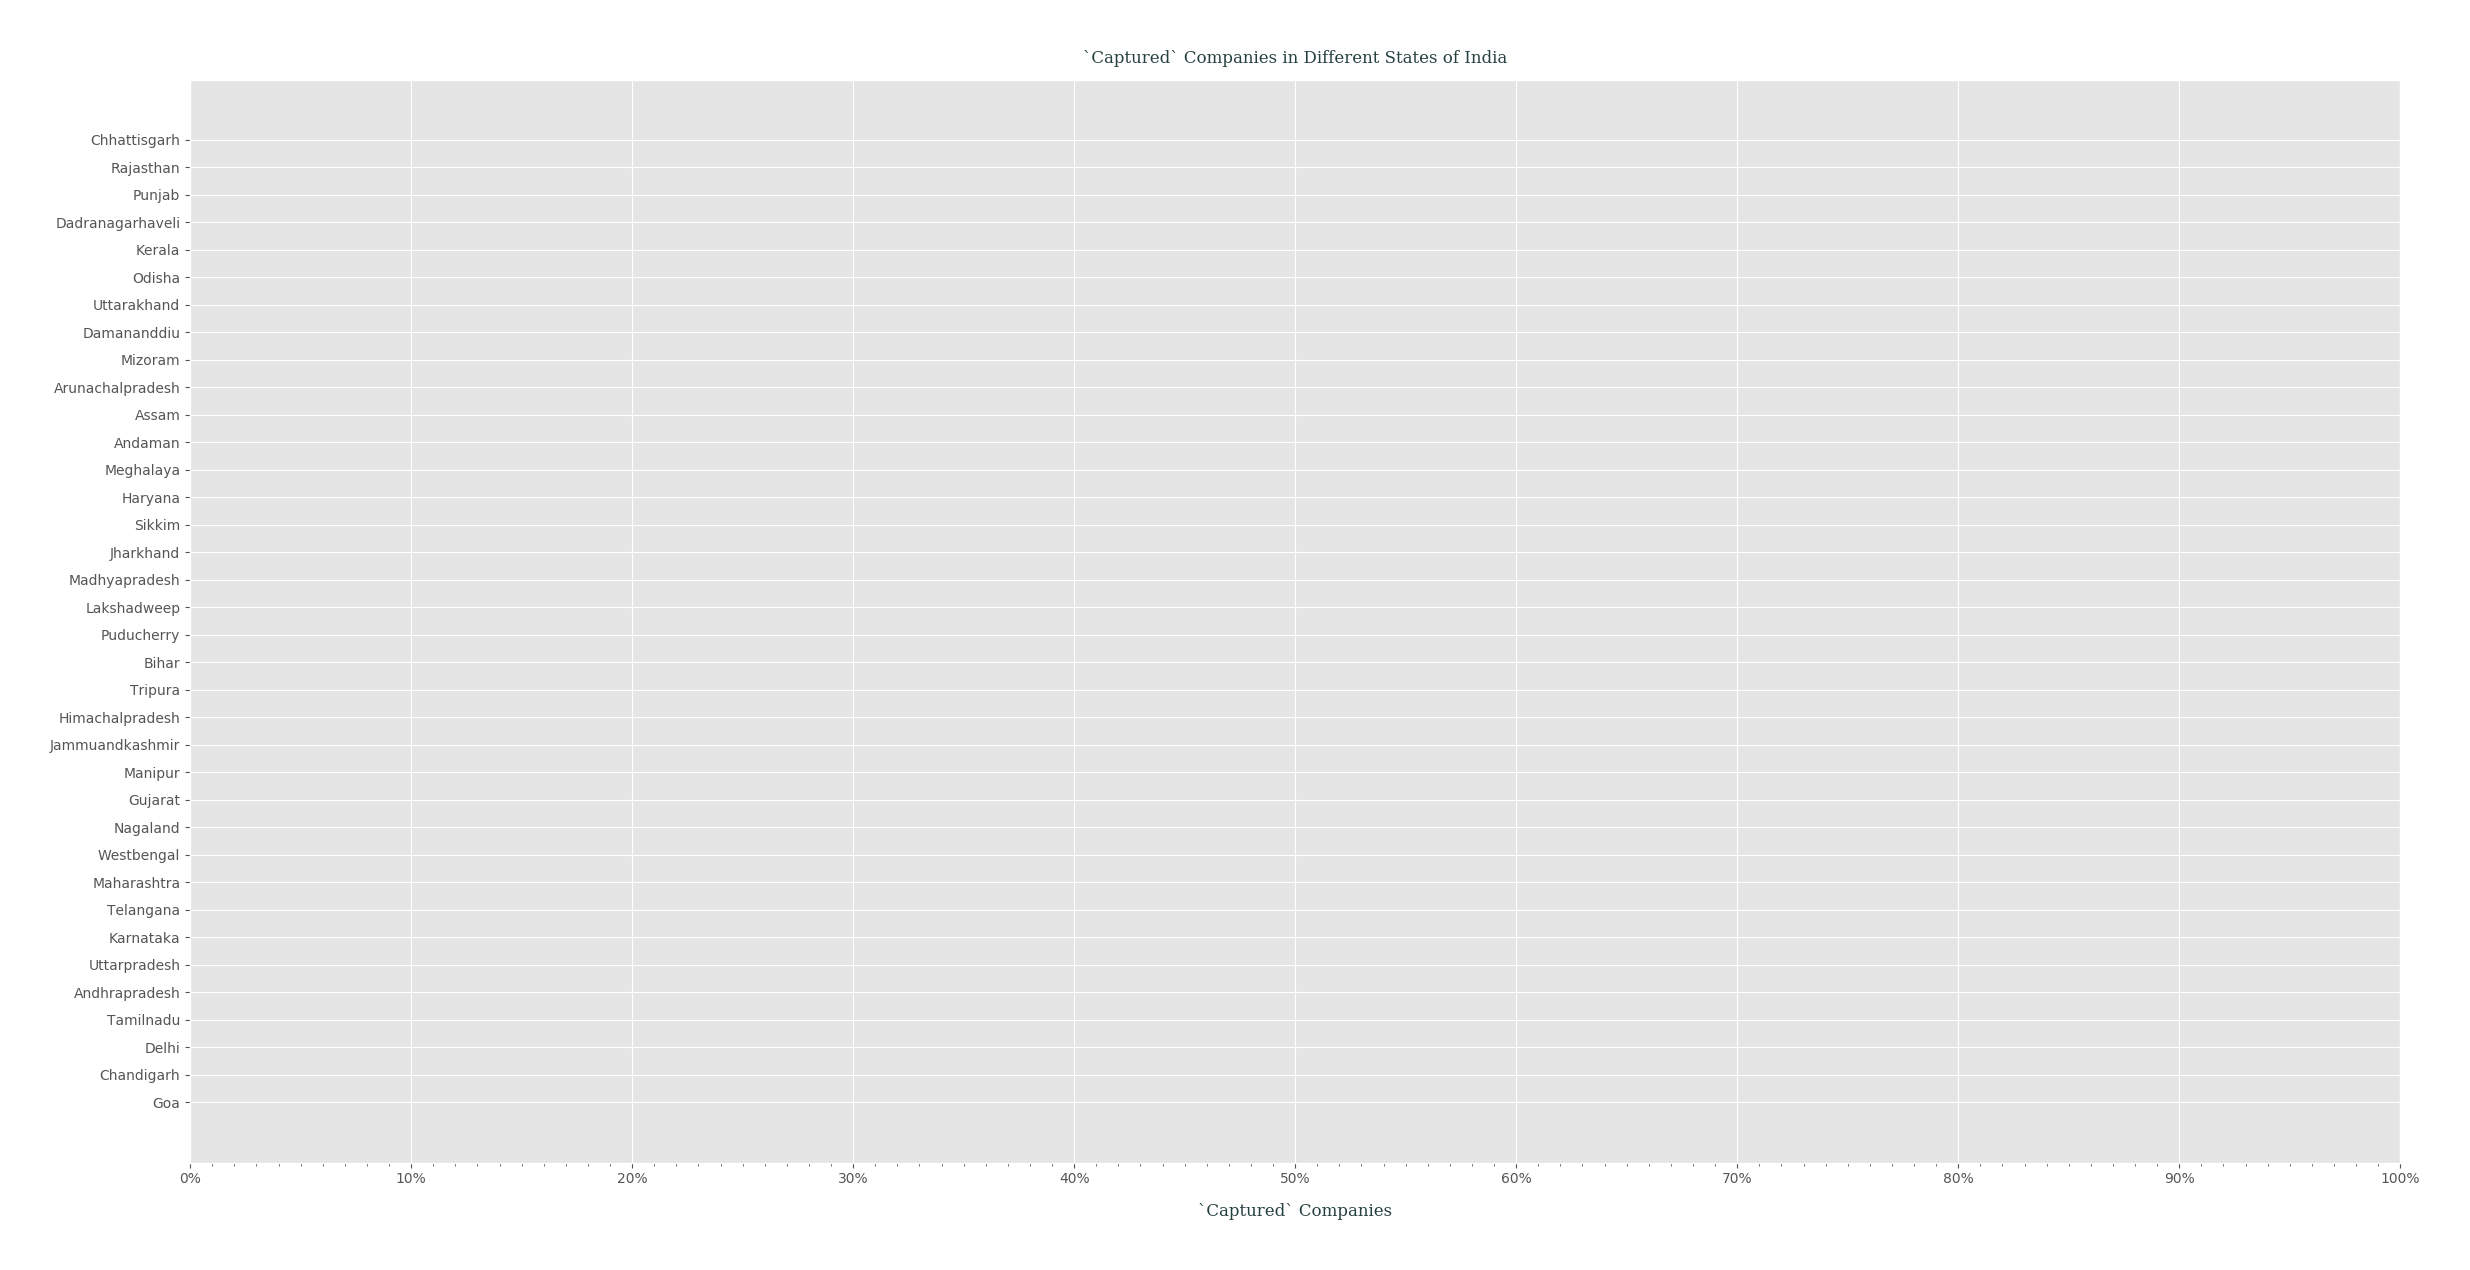 `Captured` Companies in Different States of India
Chhattisgarh
Rajasthan
Punjab
Dadranagarhaveli
Kerala
Odisha
Uttarakhand
Damananddiu
Mizoram
Arunachalpradesh
Assam
Andaman
Meghalaya
Haryana
Sikkim
Jharkhand
Madhyapradesh
Lakshadweep
Puducherry
Bihar
Tripura
Himachalpradesh
Jammuandkashmir
Manipur
Gujarat
Nagaland
Westbengal
Maharashtra
Telangana
Karnataka
Uttarpradesh
Andhrapradesh
Tamilnadu
Delhi
Chandigarh
Goa
0% 10% 20% 30% 40% 50% 60% 70% 80% 90% 100%
`Captured` Companies